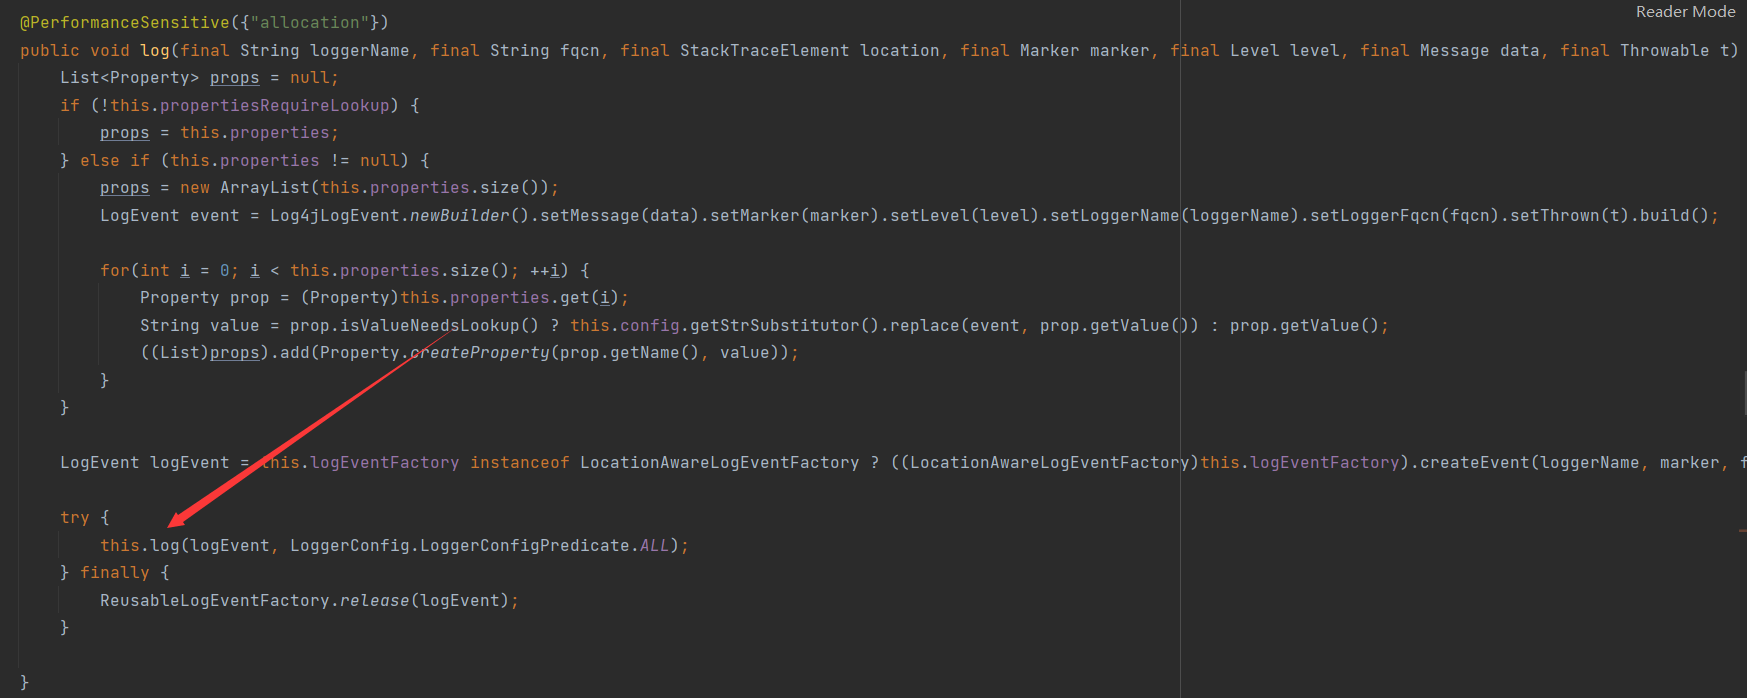 Reader Mode
@PerformanceSensitive({"allocation"})
public void log(final String loggerName, final String fqcn, final StackTraceElement location, final Marker marker, final Level level, final Message data, final Throwable t)
List<Property> props = null;
if (!this.propertiesRequireLookup) {
props = this.properties;
} else if (this.properties != null) {
props = new ArrayList(this.properties.size());
LogEvent event = Log4jLogEvent.newBuilder().setMessage(data).setMarker(marker).setLevel(level).setLoggerName(loggerName).setLoggerFqcn(fqcn).setThrown(t).build();
for(int i = 0; i < this.properties.size(); ++i) {
Property prop = (Property)this.properties.get(i);
String value = prop.isValueNeedsLookup() ? this.config.getStrSubstitutor().replace(event, prop.getValue()) : prop.getValue();
((List)props).add(Property.createProperty(prop.getName(), value));
}
}
LogEvent logEvent = this.logEventFactory instanceof LocationAwareLogEventFactory ? ((LocationAwareLogEventFactory)this.logEventFactory).createEvent(loggerName, marker, f
try {
this.log(logEvent, LoggerConfig.LoggerConfigPredicate.ALL);
} finally {
ReusableLogEventFactory.release(logEvent);
}
}